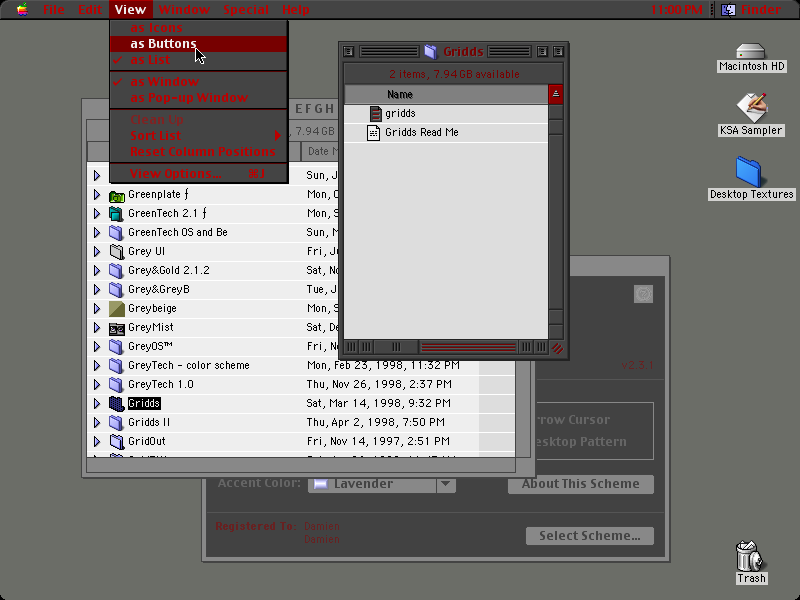 File Edit View Window Special Help 11:00 PM Finder
as Icons
as Buttons
as List
as Window
as Pop-up Window
Clean Up
Sort List
Reset Column Positions
View Options... ⌘J
Gridds
2 items, 7.94 GB available
Name
gridds
Gridds Read Me
Macintosh HD
KSA Sampler
Desktop Textures
Trash
E F G H
, 7.94 GB
Date M
Sun, J
Greenplate ƒ Mon, O
GreenTech 2.1 ƒ Mon, S
GreenTech OS and Be Sun, M
Grey UI Fri, J
Grey&Gold 2.1.2 Sat, No
Grey&GreyB Tue, J
Greybeige Mon, S
GreyMist Sat, De
GreyOS™ Fri, No
GreyTech - color scheme Mon, Feb 23, 1998, 11:32 PM
GreyTech 1.0 Thu, Nov 26, 1998, 2:37 PM
Gridds Sat, Mar 14, 1998, 9:32 PM
Gridds II Thu, Apr 2, 1998, 7:50 PM
GridOut Fri, Nov 14, 1997, 2:51 PM
v2.3.1
rrow Cursor
esktop Pattern
Accent Color: Lavender
About This Scheme
Registered To: Damien
Damien
Select Scheme...